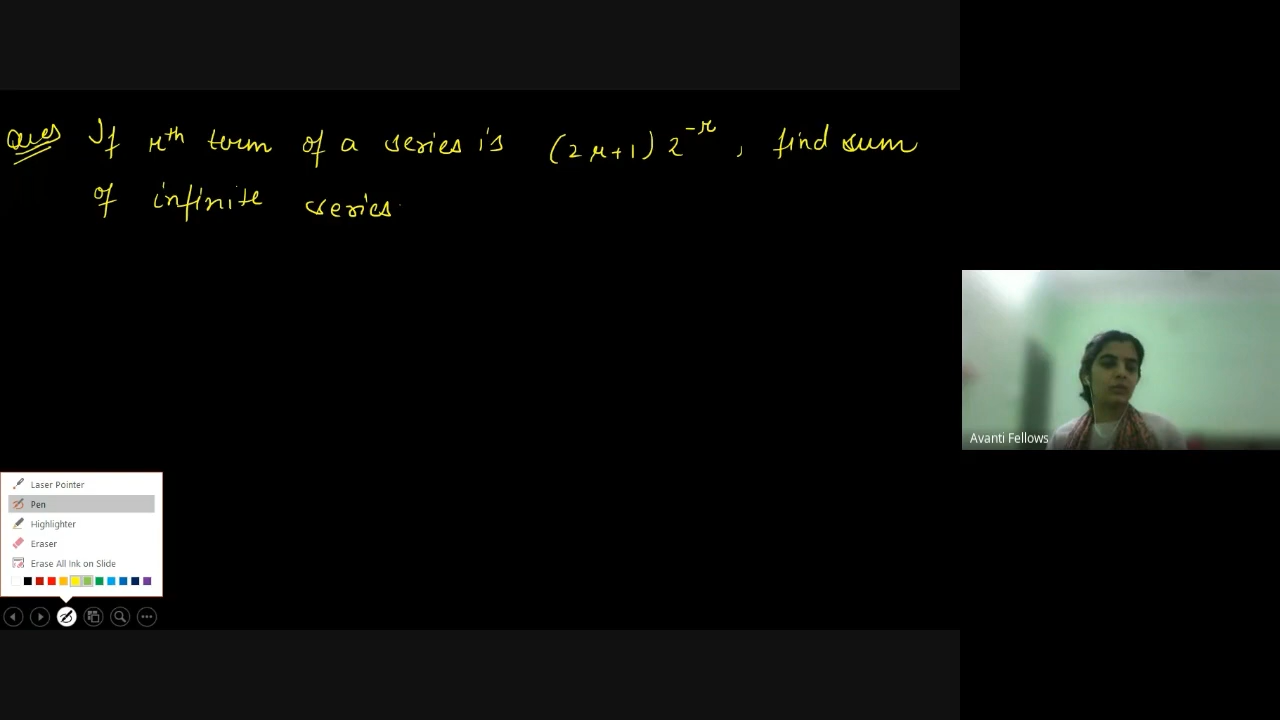 Ques If rth term of a series is (2r+1) 2^-r, find sum
of infinite series.
Avanti Fellows
Laser Pointer
Pen
Highlighter
Eraser
Erase All Ink on Slide